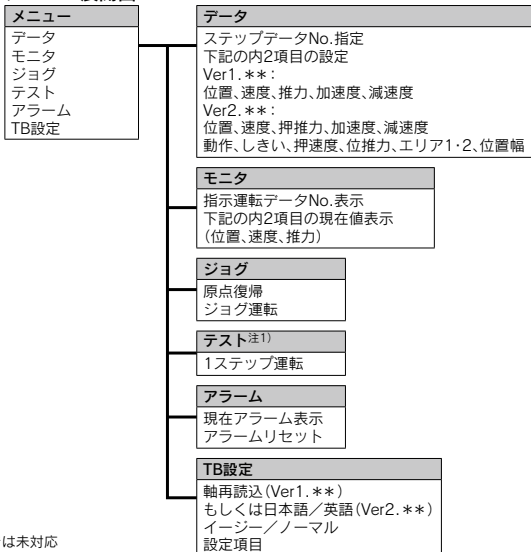 メニュー
データ
モニタ
ジョグ
テスト
アラーム
TB設定
データ
ステップデータNo.指定
下記の内2項目の設定
Ver1.**:
位置、速度、推力、加速度、減速度
Ver2.**:
位置、速度、押推力、加速度、減速度
動作、しきい、押速度、位推力、エリア1・2、位置幅
モニタ
指示運転データNo.表示
下記の内2項目の現在値表示
(位置、速度、推力)
ジョグ
原点復帰
ジョグ運転
テスト注1)
1ステップ運転
アラーム
現在アラーム表示
アラームリセット
TB設定
軸再読込(Ver1.**)
もしくは日本語/英語(Ver2.**)
イージー/ノーマル
設定項目
は未対応